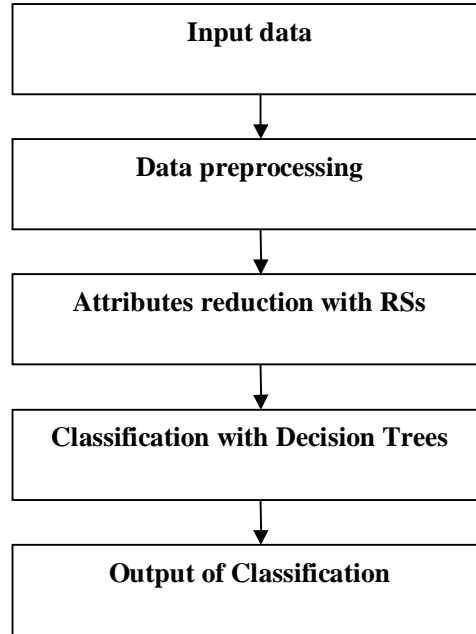 Input data
Data preprocessing
Attributes reduction with RSs
Classification with Decision Trees
Output of Classification